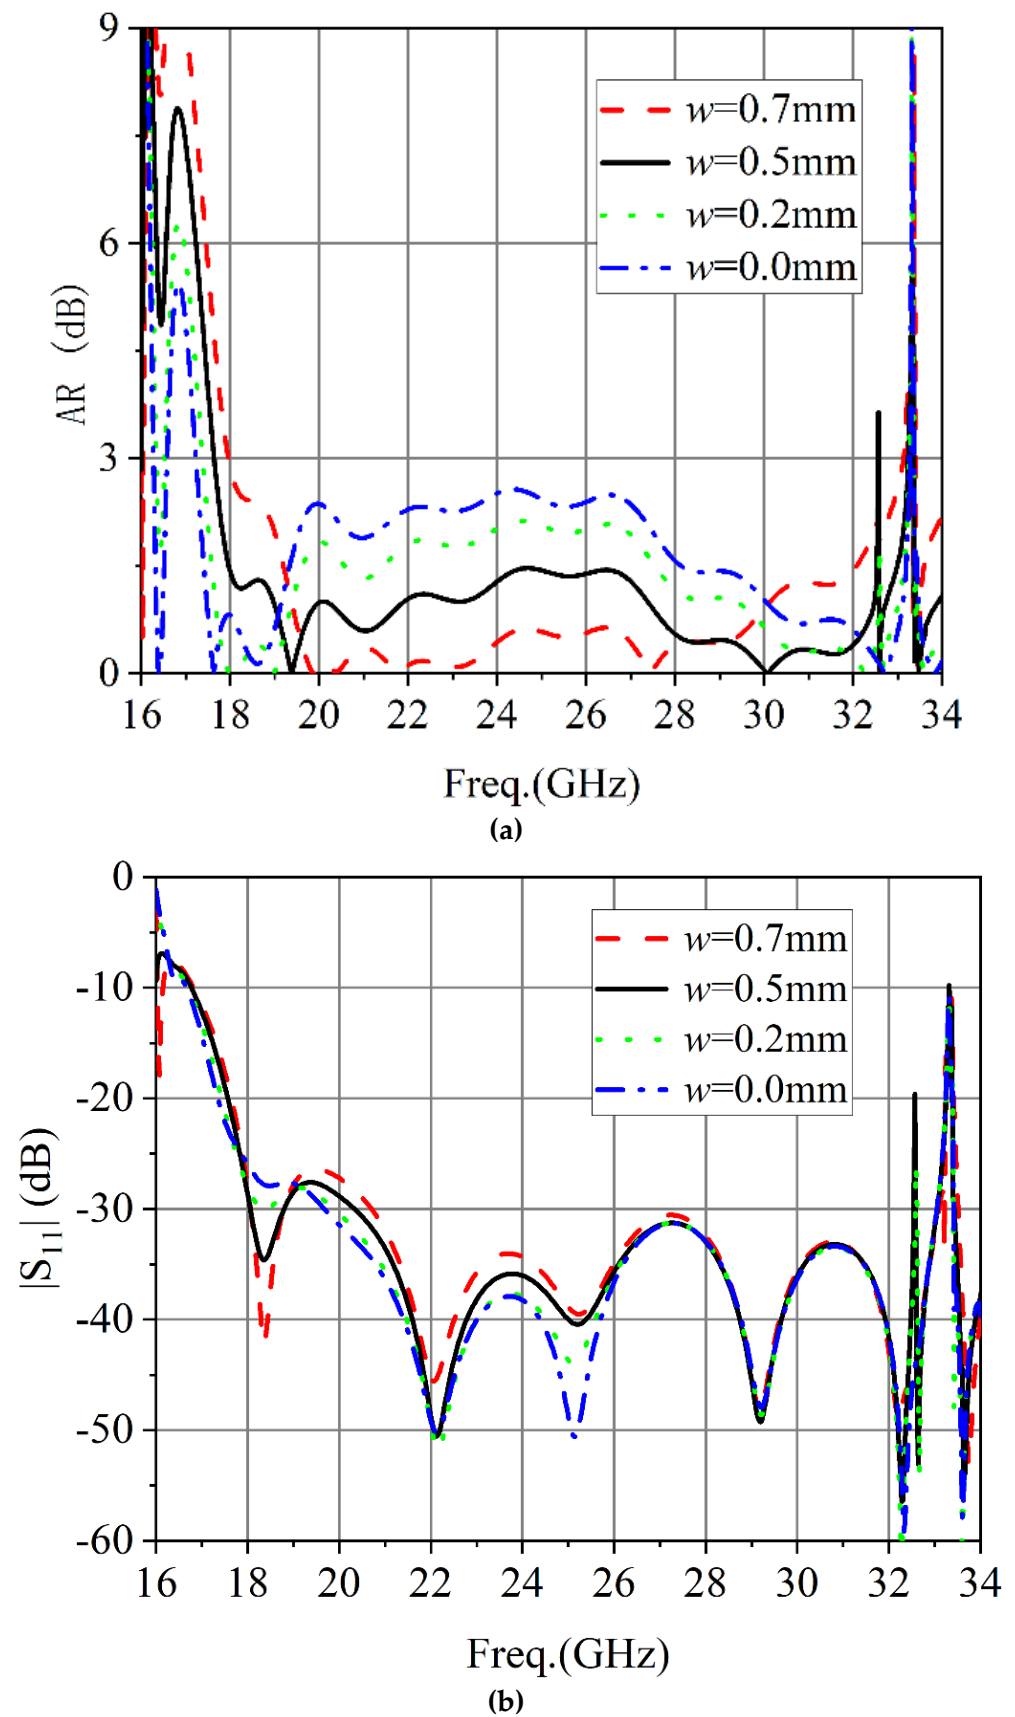 9
6
3
0
AR (dB)
w=0.7mm
w=0.5mm
w=0.2mm
w=0.0mm
16 18 20 22 24 26 28 30 32 34
Freq.(GHz)
(a)
0
-10
-20
-30
-40
-50
-60
|S11| (dB)
w=0.7mm
w=0.5mm
w=0.2mm
w=0.0mm
16 18 20 22 24 26 28 30 32 34
Freq.(GHz)
(b)